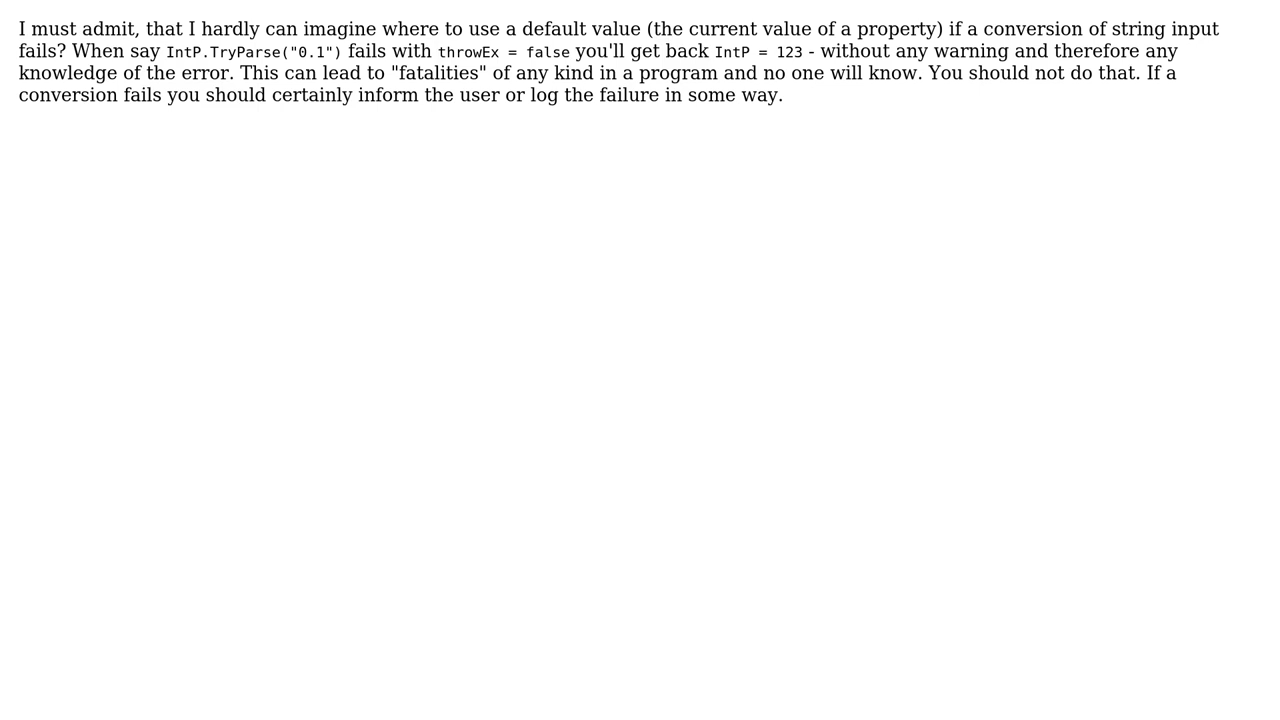 I must admit, that I hardly can imagine where to use a default value (the current value of a property) if a conversion of string input
fails? When say IntP.TryParse("0.1") fails with throwEx = false you'll get back IntP = 123 - without any warning and therefore any
knowledge of the error. This can lead to "fatalities" of any kind in a program and no one will know. You should not do that. If a
conversion fails you should certainly inform the user or log the failure in some way.